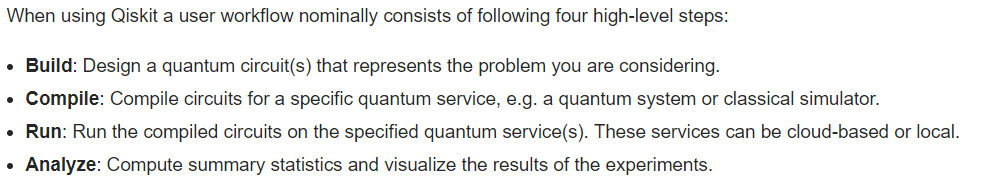 When using Qiskit a user workflow nominally consists of following four high-level steps:
• Build: Design a quantum circuit(s) that represents the problem you are considering.
• Compile: Compile circuits for a specific quantum service, e.g. a quantum system or classical simulator.
• Run: Run the compiled circuits on the specified quantum service(s). These services can be cloud-based or local.
• Analyze: Compute summary statistics and visualize the results of the experiments.